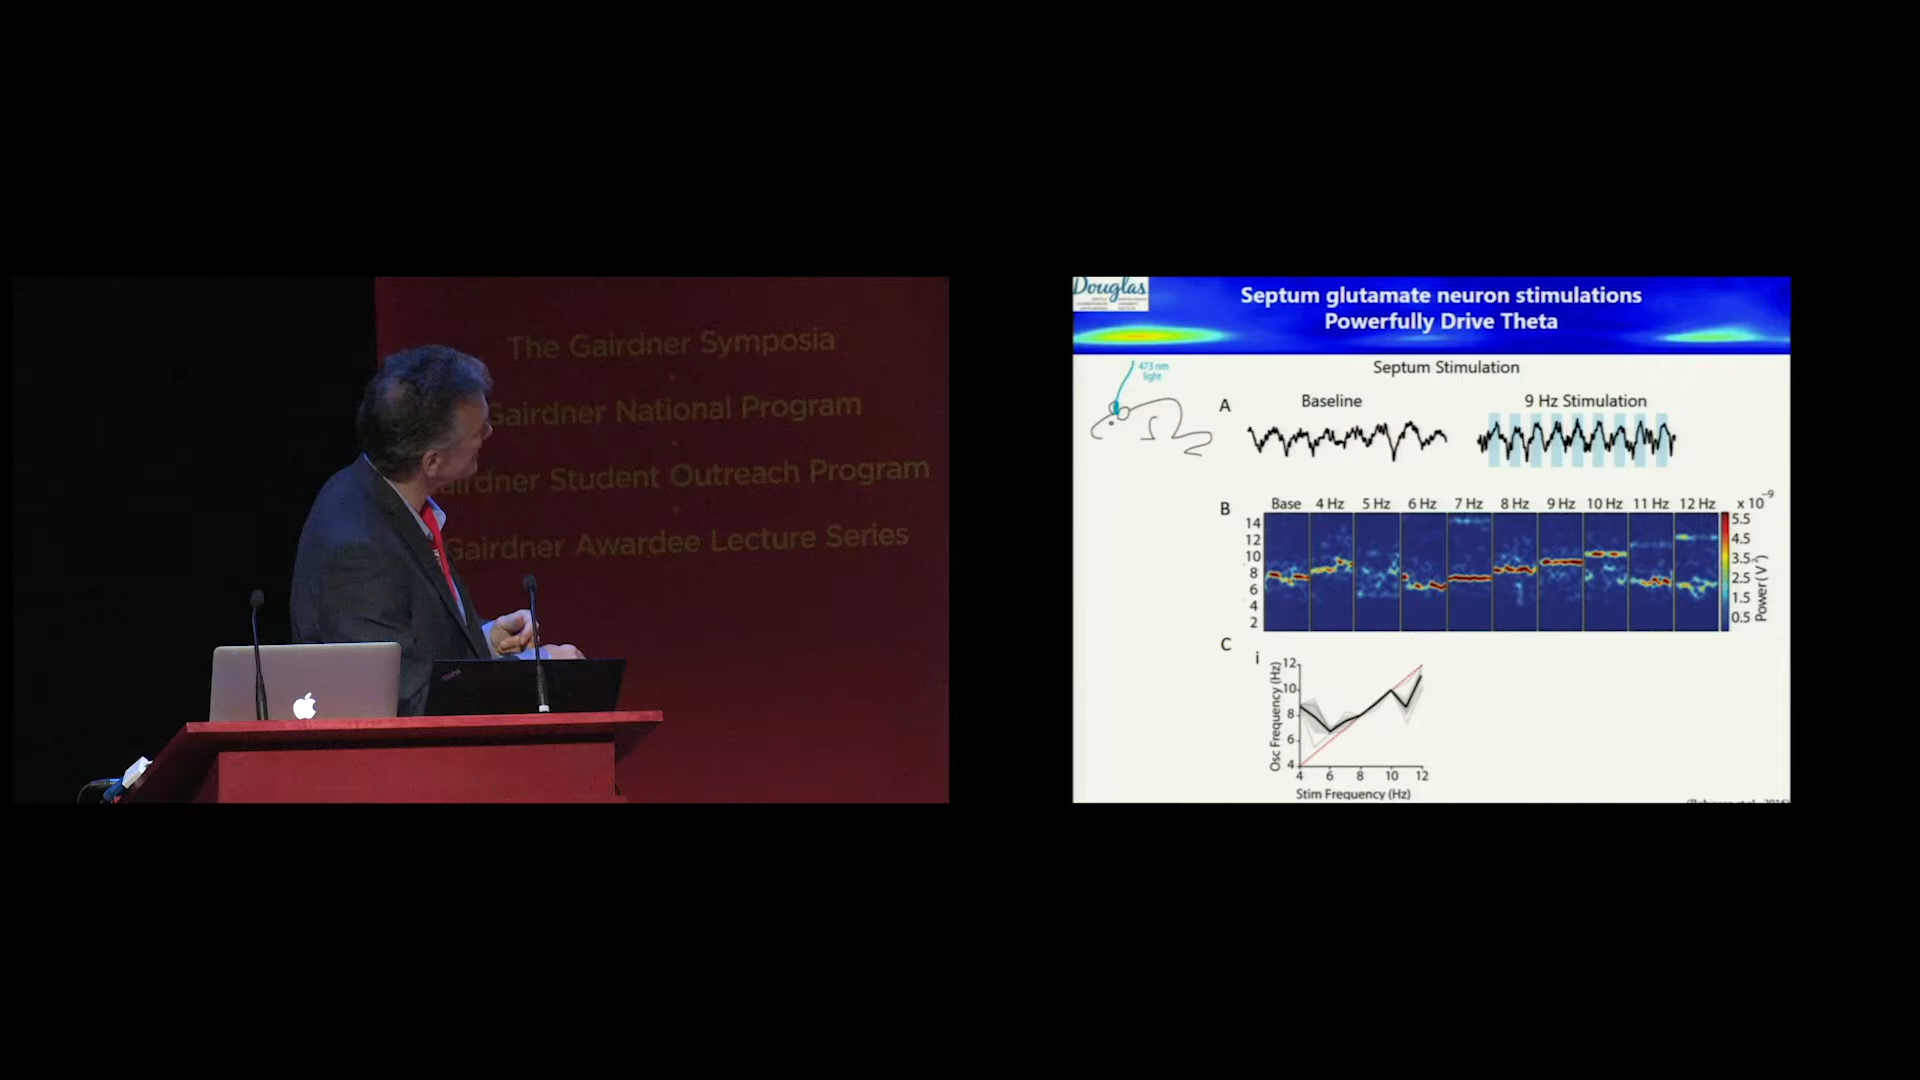 The Gairdner Symposia
Gairdner National Program
airdner Student Outreach Program
Gairdner Awardee Lecture Series
Douglas
Septum glutamate neuron stimulations
Powerfully Drive Theta
473 nm
light
Septum Stimulation
A
Baseline
9 Hz Stimulation
B
Base 4 Hz 5 Hz 6 Hz 7 Hz 8 Hz 9 Hz 10 Hz 11 Hz 12 Hz
x 10-9
14
12
10
8
6
4
2
5.5
4.5
3.5
2.5
1.5
0.5
Power (V²)
C
i
Osc Frequency (Hz)
12
10
8
6
4
4 6 8 10 12
Stim Frequency (Hz)